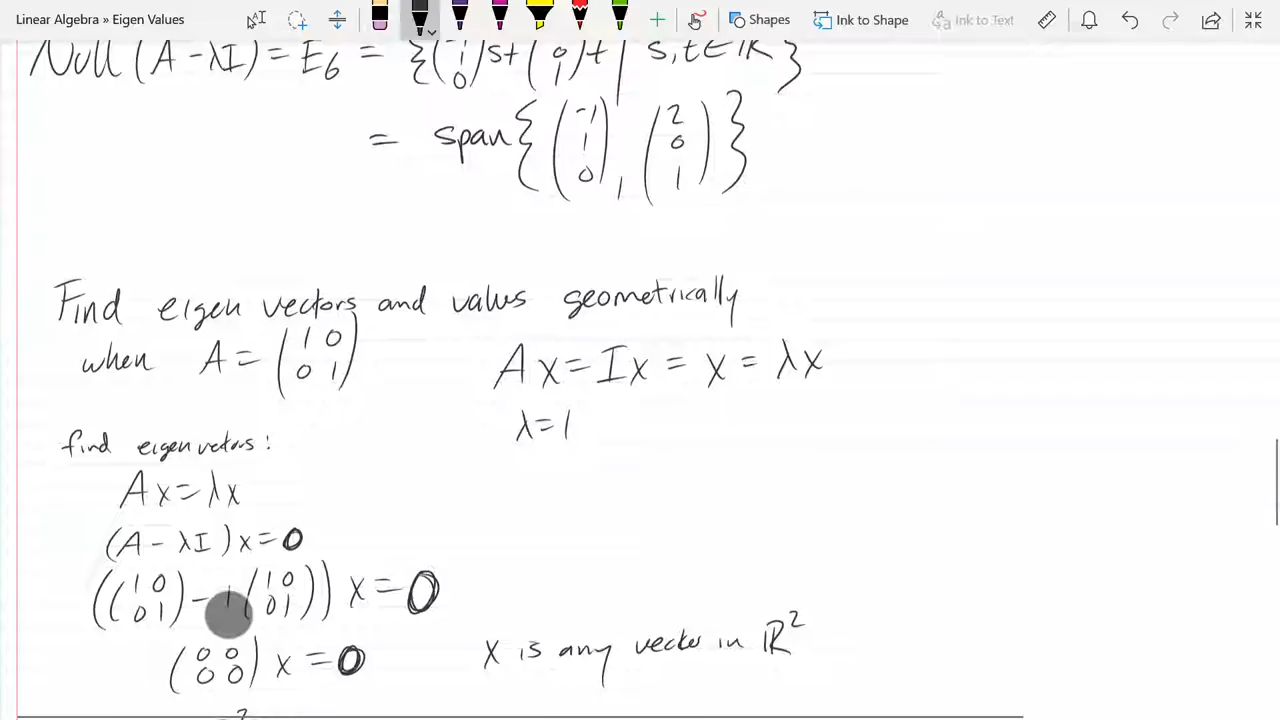 Linear Algebra » Eigen Values
Shapes
Ink to Shape
Ink to Text
Null (A - λI) = E₆ = {(-1 1 0)s + (0 1)t | s, t ∈ ℝ}
= span{(-1 1 0), (2 0 1)}
Find eigen vectors and values geometrically
when A = (1 0 0 1)
Ax = Ix = x = λx
λ = 1
find eigenvectors:
Ax = λx
(A - λI)x = 0
((1 0 0 1) - 1(1 0 0 1)) x = 0
(0 0 0 0) x = 0
x is any vector in ℝ²